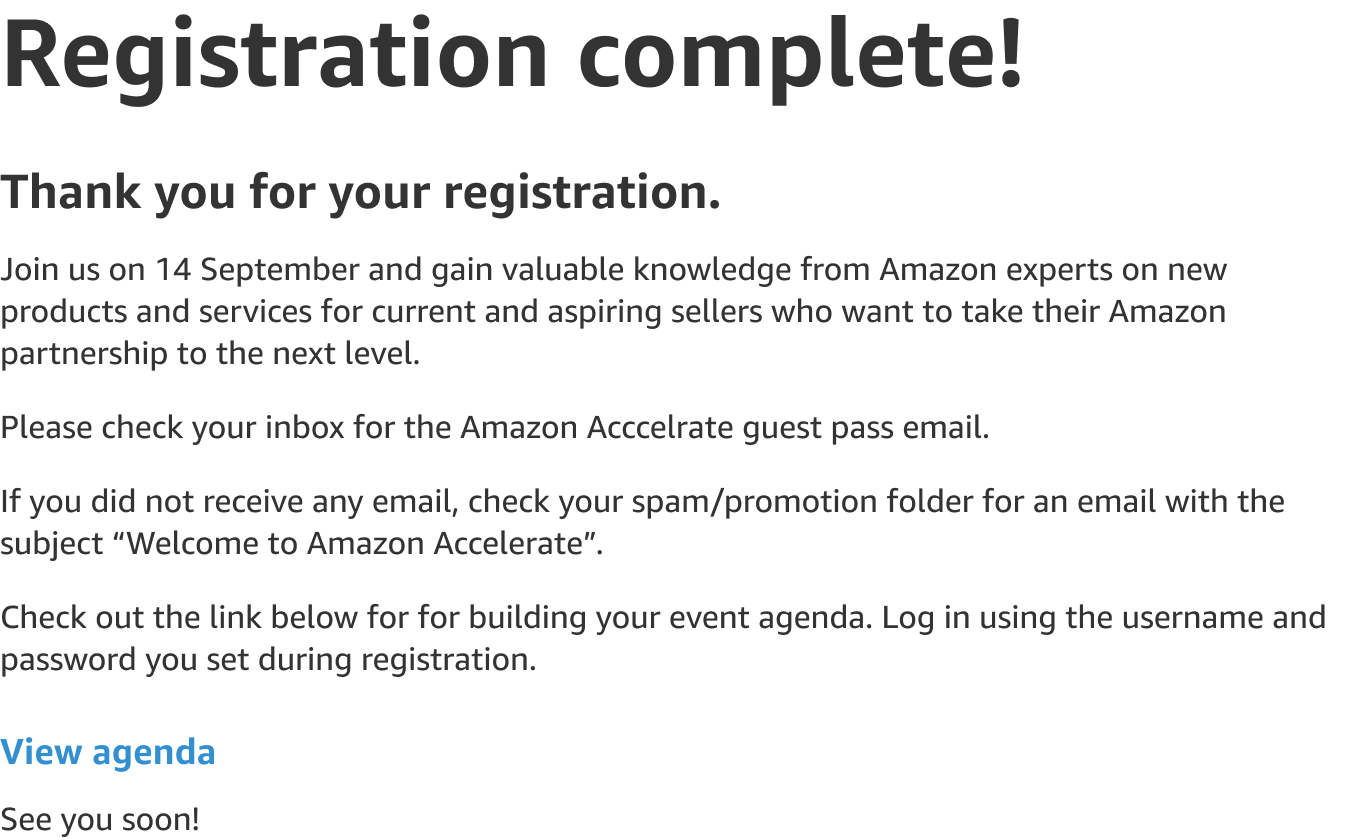 Registration complete!
Thank you for your registration.
Join us on 14 September and gain valuable knowledge from Amazon experts on new
products and services for current and aspiring sellers who want to take their Amazon
partnership to the next level.
Please check your inbox for the Amazon Acccelrate guest pass email.
If you did not receive any email, check your spam/promotion folder for an email with the
subject “Welcome to Amazon Accelerate”.
Check out the link below for for building your event agenda. Log in using the username and
password you set during registration.
View agenda
See you soon!